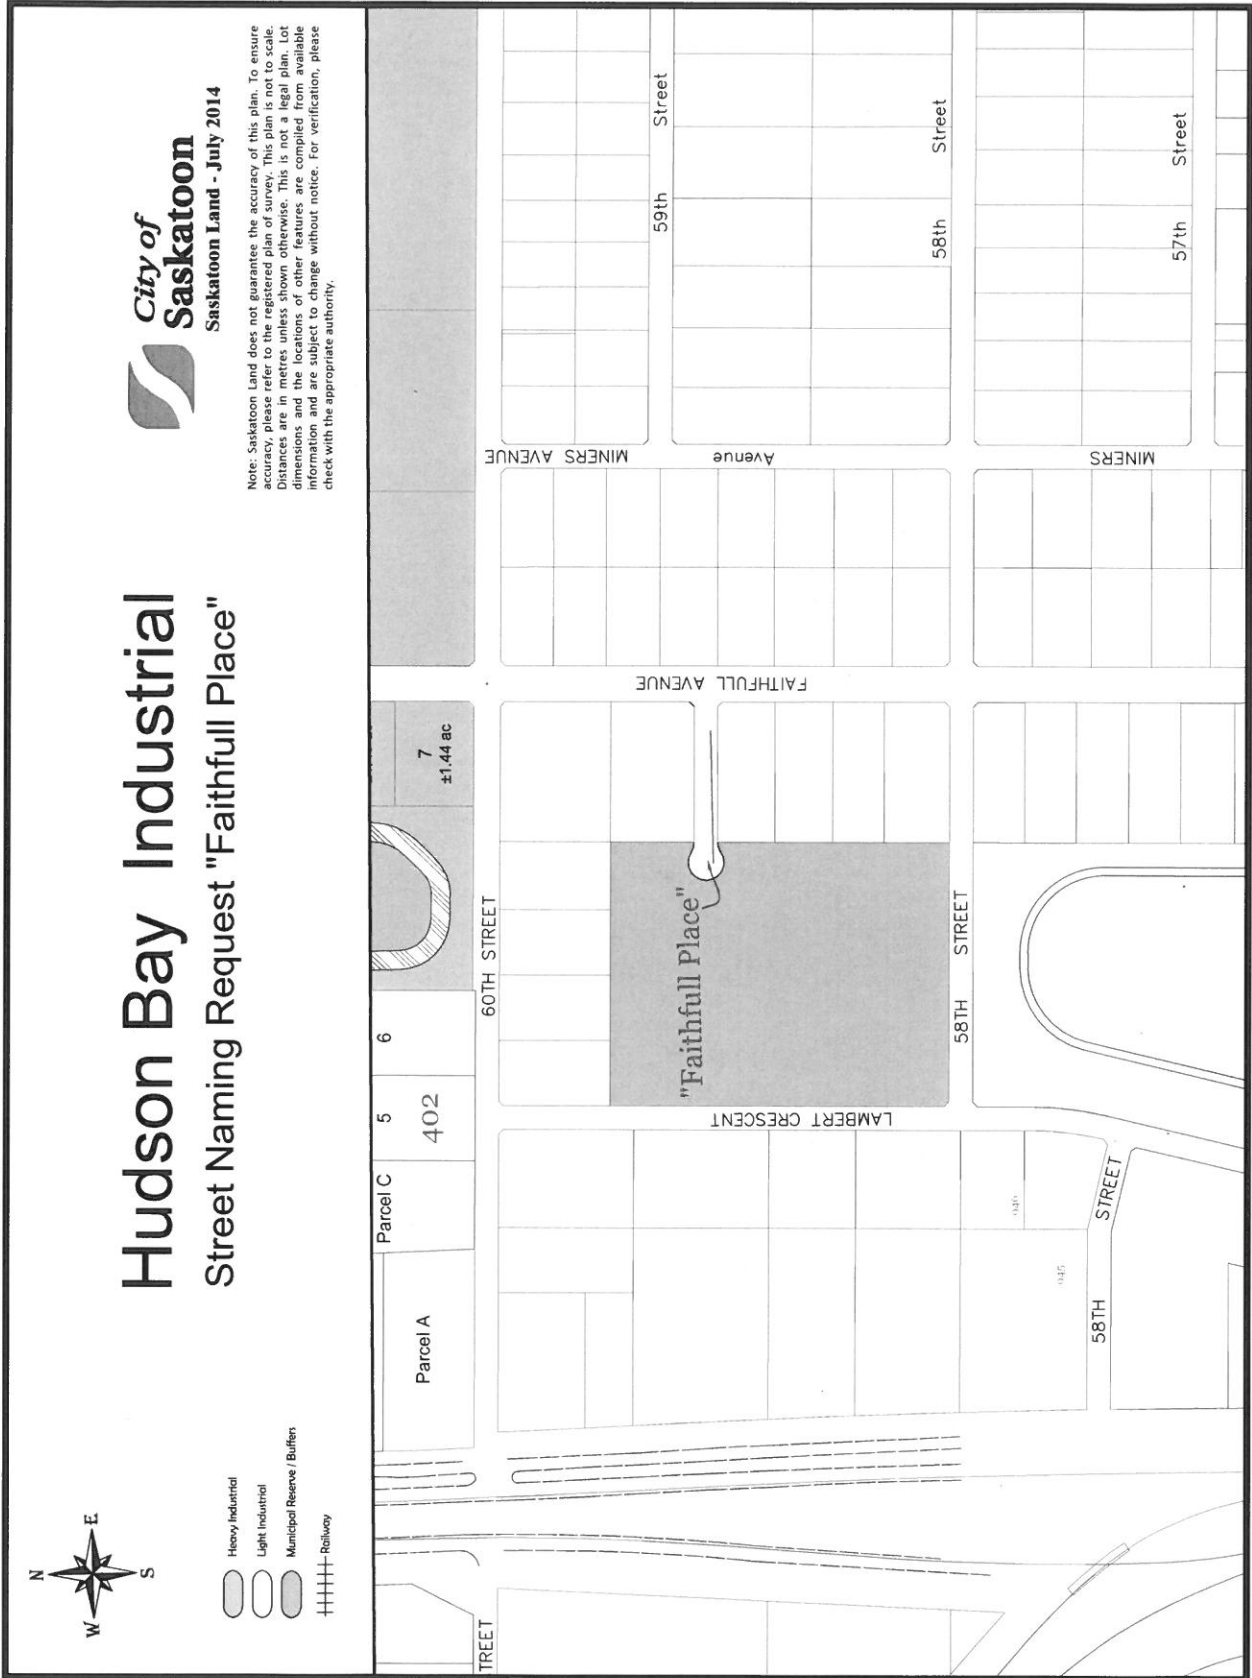 Hudson Bay Industrial
Street Naming Request "Faithfull Place"
City of
Saskatoon
Saskatoon Land - July 2014
Note: Saskatoon Land does not guarantee the accuracy of this plan. To ensure
accuracy, please refer to the registered plan of survey. This plan is not to scale.
Distances are in metres unless shown otherwise. This is not a legal plan. Lot
dimensions and the locations of other features are compiled from available
information and are subject to change without notice. For verification, please
check with the appropriate authority.
N
W
E
S
Heavy Industrial
Light Industrial
Municipal Reserve / Buffers
Railway
Parcel A
Parcel C
5
6
402
7
±1.44 ac
TREET
60TH STREET
MINERS AVENUE
59th Street
FAITHFULL AVENUE
"Faithfull Place"
LAMBERT CRESCENT
Avenue
58TH STREET
58th Street
945
58TH STREET
MINERS
57th Street